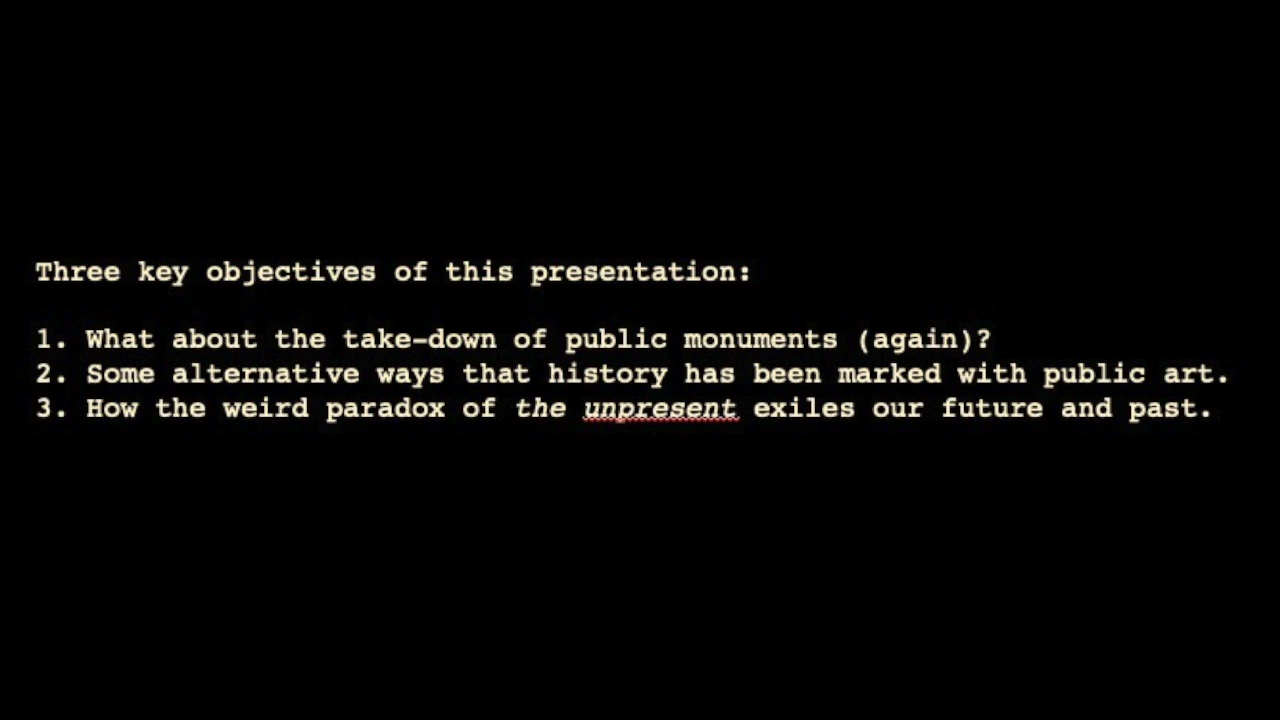 Three key objectives of this presentation:
1. What about the take-down of public monuments (again)?
2. Some alternative ways that history has been marked with public art.
3. How the weird paradox of the unpresent exiles our future and past.